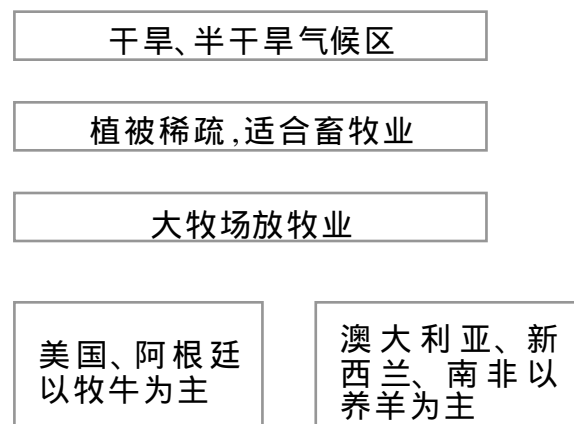 干旱、半干旱气候区
植被稀疏,适合畜牧业
大牧场放牧业
美国、阿根廷
以牧牛为主
澳大利亚、新
西兰、南非以
养羊为主